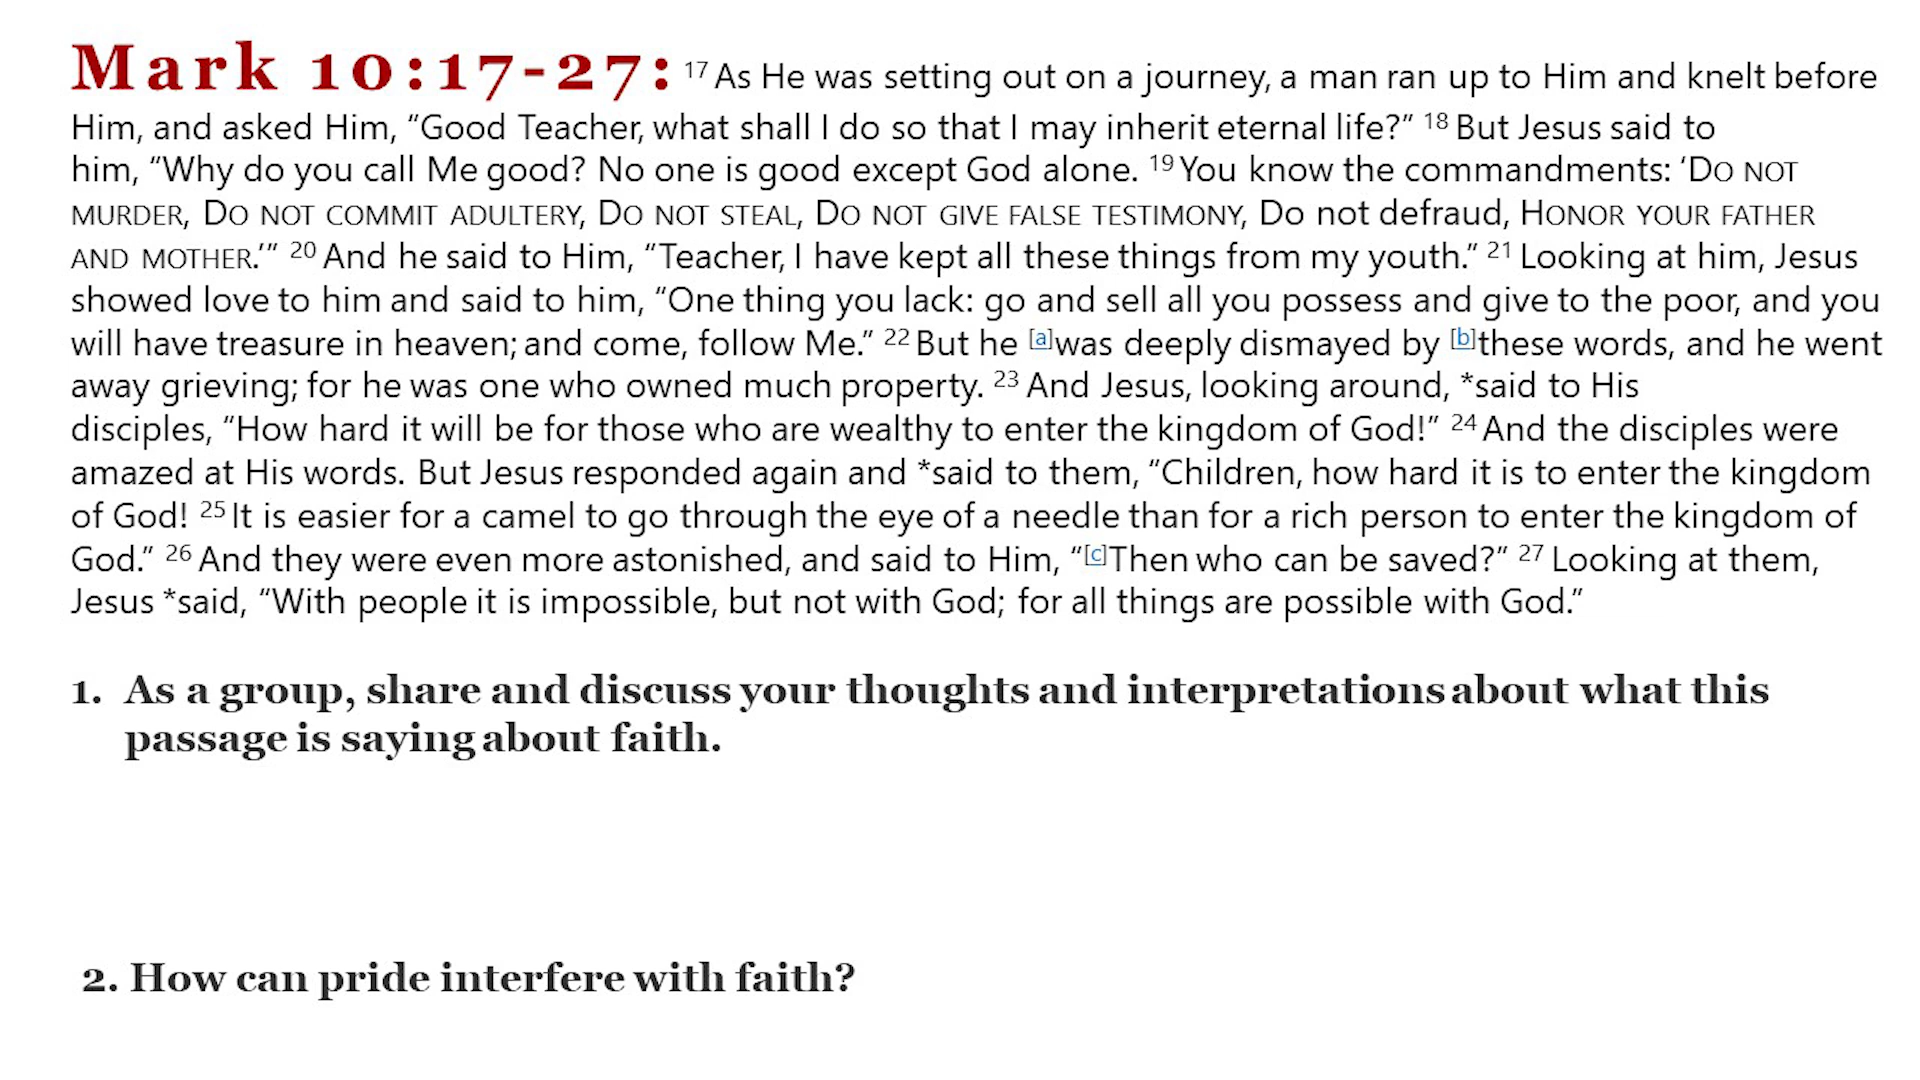 Mark 10:17-27: 17 As He was setting out on a journey, a man ran up to Him and knelt before
Him, and asked Him, “Good Teacher, what shall I do so that I may inherit eternal life?” 18 But Jesus said to
him, “Why do you call Me good? No one is good except God alone. 19 You know the commandments: ‘DO NOT
MURDER, DO NOT COMMIT ADULTERY, DO NOT STEAL, DO NOT GIVE FALSE TESTIMONY, Do not defraud, HONOR YOUR FATHER
AND MOTHER.’” 20 And he said to Him, “Teacher, I have kept all these things from my youth.” 21 Looking at him, Jesus
showed love to him and said to him, “One thing you lack: go and sell all you possess and give to the poor, and you
will have treasure in heaven; and come, follow Me.” 22 But he [a]was deeply dismayed by [b]these words, and he went
away grieving; for he was one who owned much property. 23 And Jesus, looking around, *said to His
disciples, “How hard it will be for those who are wealthy to enter the kingdom of God!” 24 And the disciples were
amazed at His words. But Jesus responded again and *said to them, “Children, how hard it is to enter the kingdom
of God! 25 It is easier for a camel to go through the eye of a needle than for a rich person to enter the kingdom of
God.” 26 And they were even more astonished, and said to Him, “[c]Then who can be saved?” 27 Looking at them,
Jesus *said, “With people it is impossible, but not with God; for all things are possible with God.”
1. As a group, share and discuss your thoughts and interpretations about what this
passage is saying about faith.
2. How can pride interfere with faith?